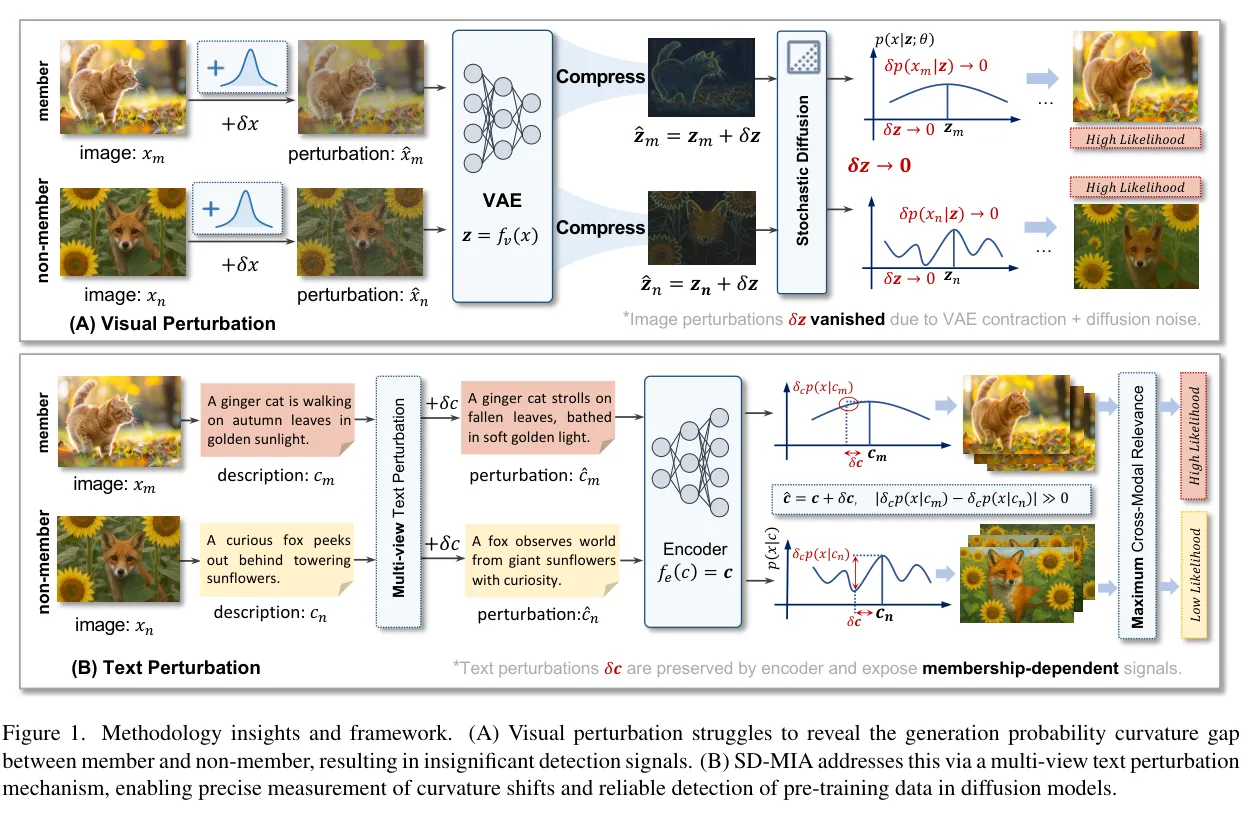 member
+
+δx
image: x_m
perturbation: x̂_m
non-member
+
+δx
image: x_n
perturbation: x̂_n
VAE
z = f_v(x)
Compress
Compress
ẑ_m = z_m + δz
ẑ_n = z_n + δz
Stochastic Diffusion
p(x|z; θ)
δp(x_m|z) → 0
δz → 0
z_m
δz → 0
δp(x_n|z) → 0
δz → 0
z_n
...
...
High Likelihood
High Likelihood
(A) Visual Perturbation
*Image perturbations δz vanished due to VAE contraction + diffusion noise.
member
image: x_m
A ginger cat is walking
on autumn leaves in
golden sunlight.
description: c_m
non-member
image: x_n
A curious fox peeks
out behind towering
sunflowers.
description: c_n
Multi-view Text Perturbation
+δc
A ginger cat strolls on
fallen leaves, bathed
in soft golden light.
perturbation: ĉ_m
+δc
A fox observes world
from giant sunflowers
with curiosity.
perturbation:ĉ_n
Encoder
f_e(c) = c
δ_c p(x|c_m)
δc
c_m
ĉ = c + δc, |δ_c p(x|c_m) − δ_c p(x|c_n)| ≫ 0
p(x|c)
δ_c p(x|c_n)
δc
c_n
Maximum Cross-Modal Relevance
High Likelihood
Low Likelihood
(B) Text Perturbation
*Text perturbations δc are preserved by encoder and expose membership-dependent signals.
Figure 1. Methodology insights and framework. (A) Visual perturbation struggles to reveal the generation probability curvature gap
between member and non-member, resulting in insignificant detection signals. (B) SD-MIA addresses this via a multi-view text perturbation
mechanism, enabling precise measurement of curvature shifts and reliable detection of pre-training data in diffusion models.